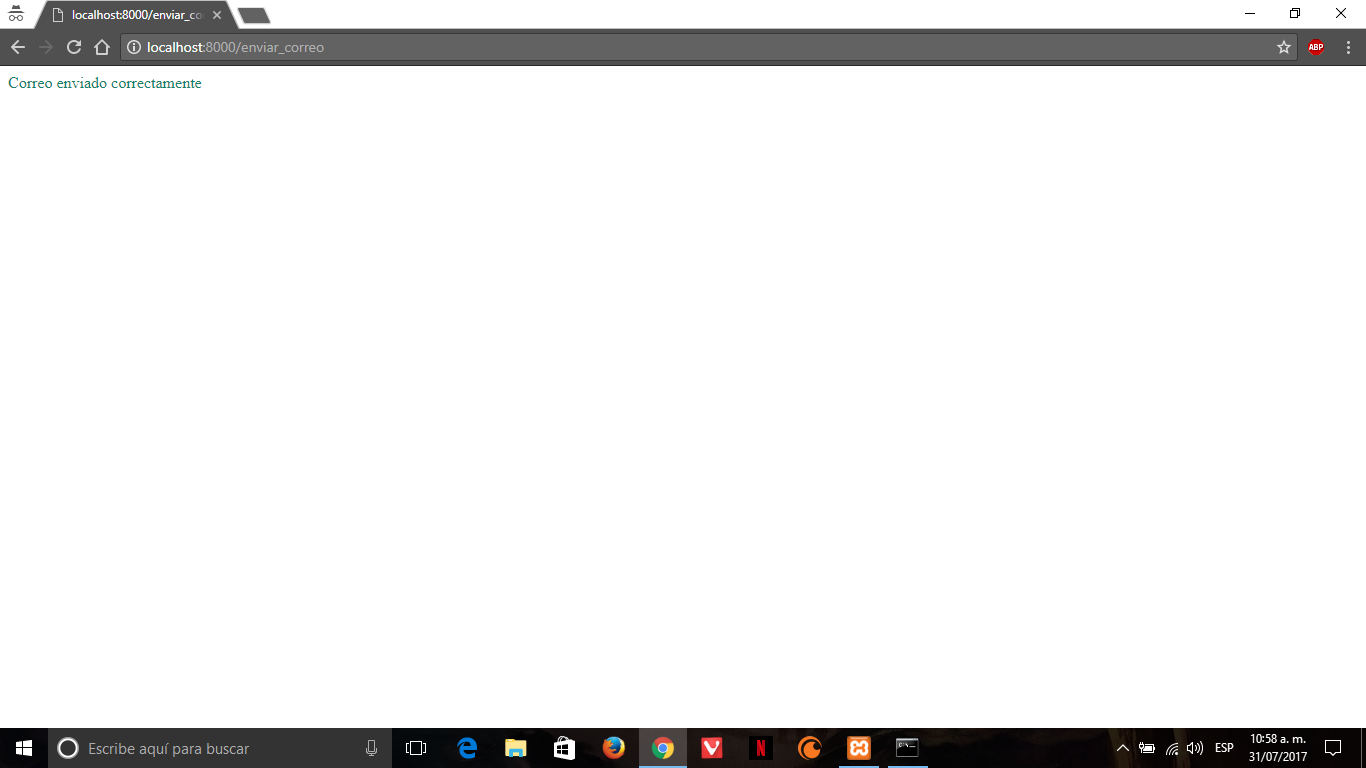 localhost:8000/enviar_co
localhost:8000/enviar_correo
ABP
Correo enviado correctamente
Escribe aquí para buscar
ESP
10:58 a. m.
31/07/2017